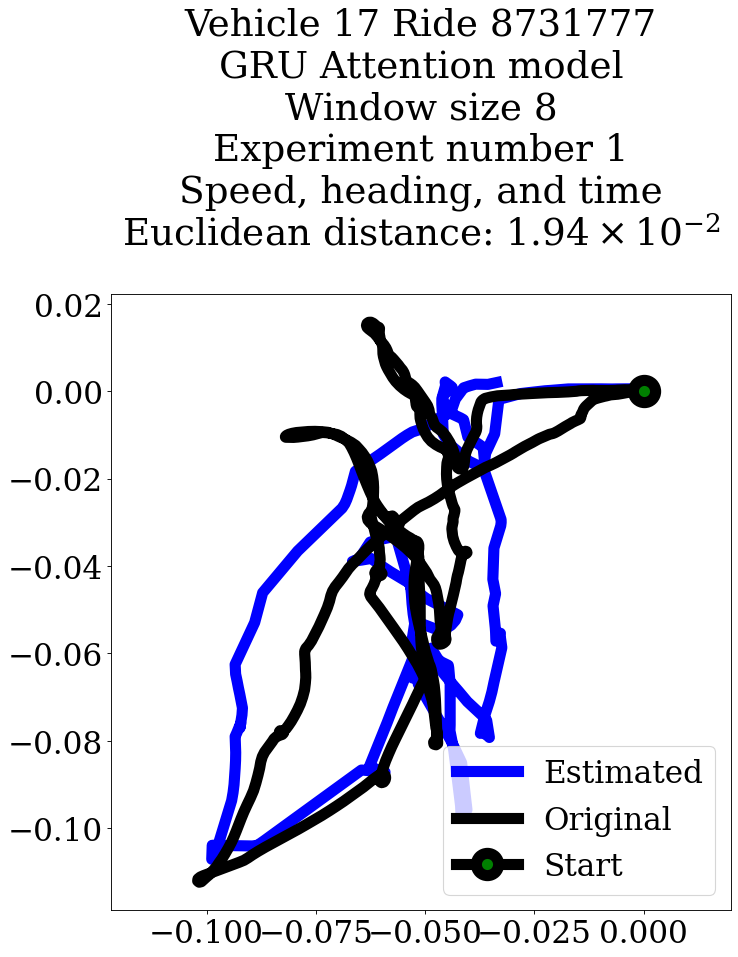 Vehicle 17 Ride 8731777
GRU Attention model
Window size 8
Experiment number 1
Speed, heading, and time
Euclidean distance: 1.94 × 10⁻²
0.02
0.00
−0.02
−0.04
−0.06
−0.08
−0.10
Estimated
Original
Start
−0.100 −0.075 −0.050 −0.025 0.000